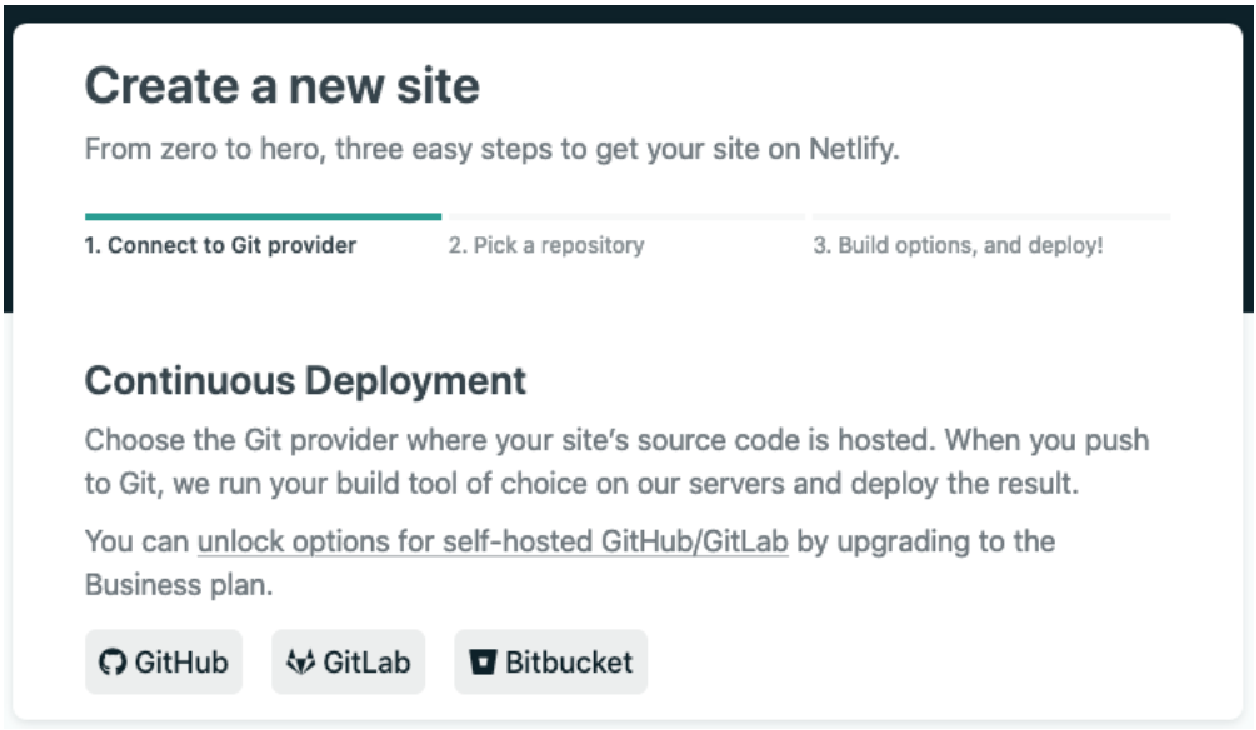 Create a new site
From zero to hero, three easy steps to get your site on Netlify.
1. Connect to Git provider
2. Pick a repository
3. Build options, and deploy!
Continuous Deployment
Choose the Git provider where your site’s source code is hosted. When you push
to Git, we run your build tool of choice on our servers and deploy the result.
You can unlock options for self-hosted GitHub/GitLab by upgrading to the
Business plan.
GitHub
GitLab
Bitbucket